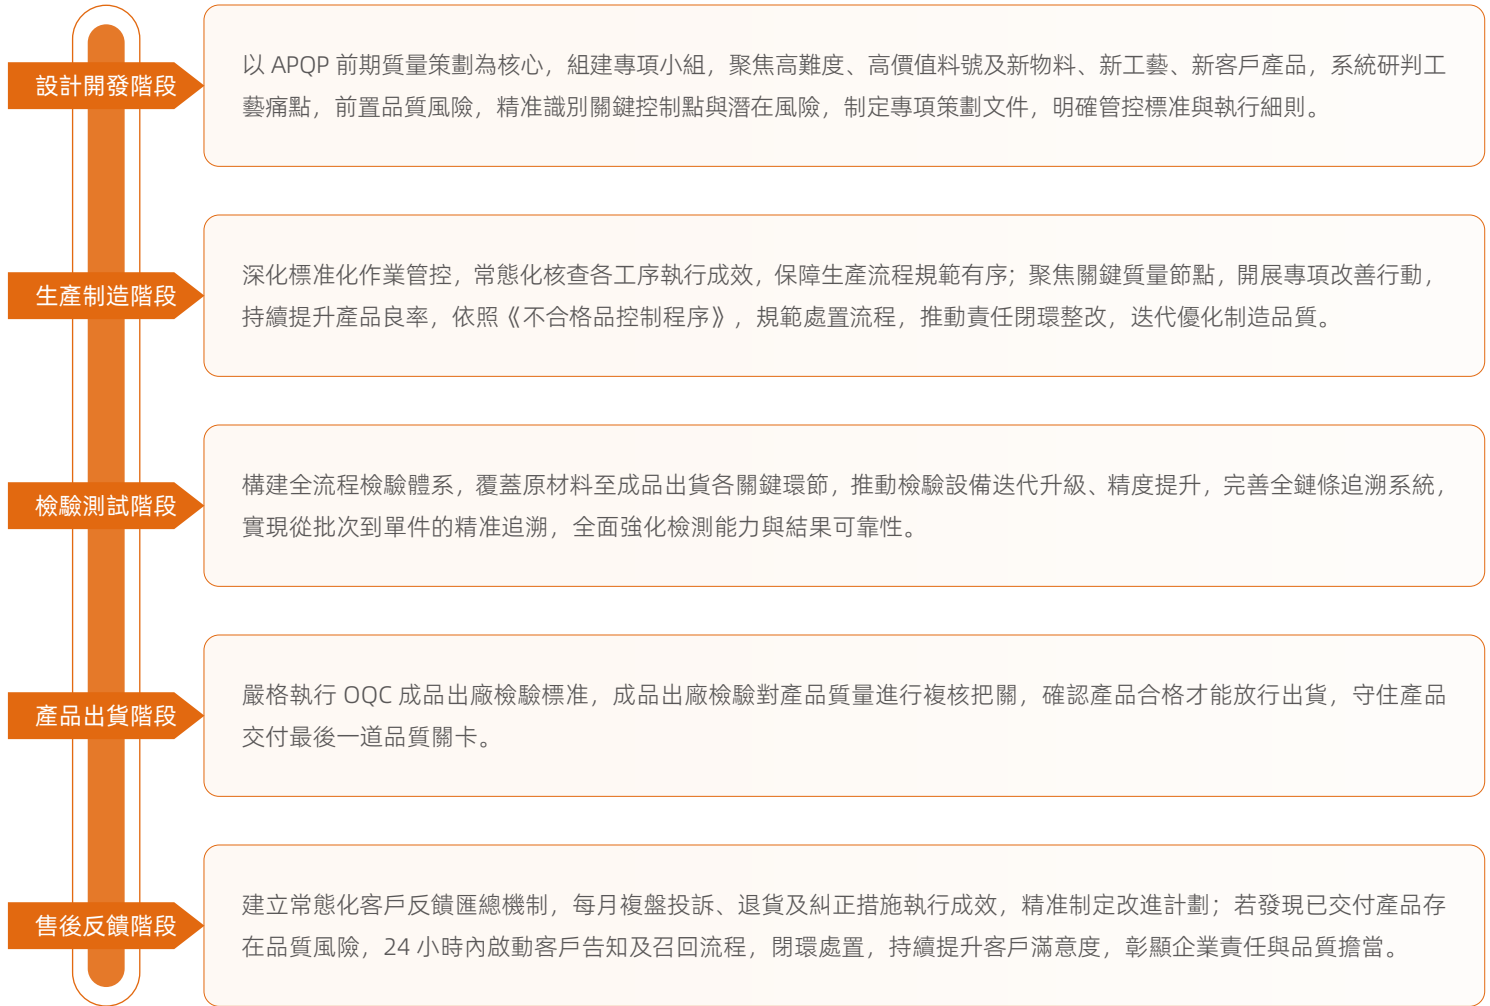 設計開發階段
以 APQP 前期質量策劃為核心，組建專項小組，聚焦高難度、高價值料號及新物料、新工藝、新客戶產品，系統研判工
藝痛點，前置品質風險，精准識別關鍵控制點與潛在風險，制定專項策劃文件，明確管控標准與執行細則。
生產制造階段
深化標准化作業管控，常態化核查各工序執行成效，保障生產流程規範有序；聚焦關鍵質量節點，開展專項改善行動，
持續提升產品良率，依照《不合格品控制程序》，規範處置流程，推動責任閉環整改，迭代優化制造品質。
檢驗測試階段
構建全流程檢驗體系，覆蓋原材料至成品出貨各關鍵環節，推動檢驗設備迭代升級、精度提升，完善全鏈條追溯系統，
實現從批次到單件的精准追溯，全面強化檢測能力與結果可靠性。
產品出貨階段
嚴格執行 OQC 成品出廠檢驗標准，成品出廠檢驗對產品質量進行複核把關，確認產品合格才能放行出貨，守住產品
交付最後一道品質關卡。
售後反饋階段
建立常態化客戶反饋匯總機制，每月複盤投訴、退貨及糾正措施執行成效，精准制定改進計劃；若發現已交付產品存
在品質風險，24 小時內啟動客戶告知及召回流程，閉環處置，持續提升客戶滿意度，彰顯企業責任與品質擔當。